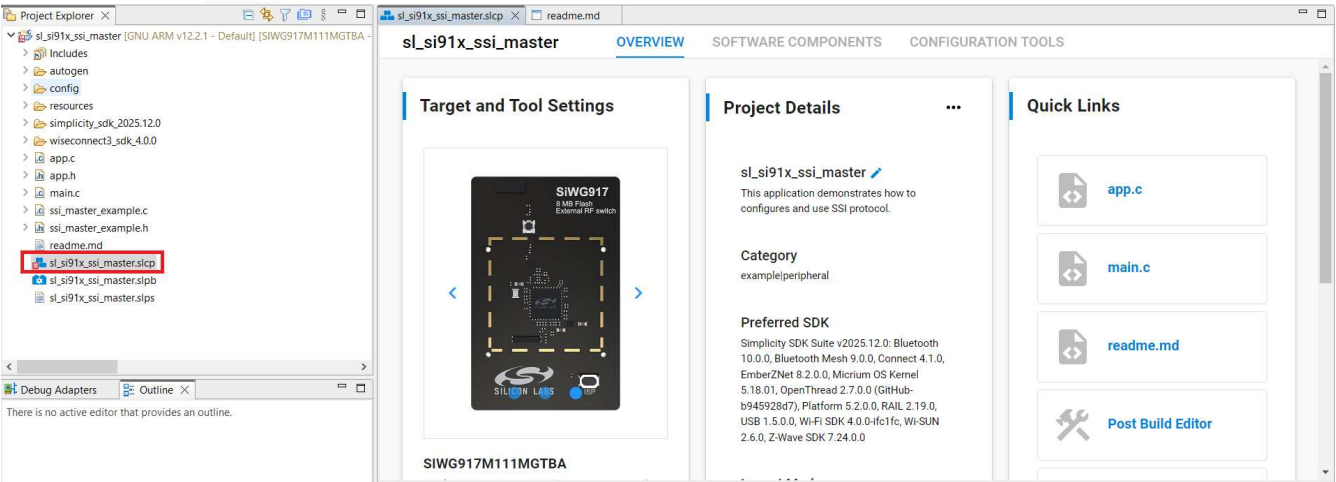 Project Explorer
sl_si91x_ssi_master [GNU ARM v12.2.1 - Default] [SIWG917M111MGTBA -
Includes
autogen
config
resources
simplicity_sdk_2025.12.0
wiseconnect3_sdk_4.0.0
app.c
app.h
main.c
ssi_master_example.c
ssi_master_example.h
readme.md
sl_si91x_ssi_master.slcp
sl_si91x_ssi_master.slpb
sl_si91x_ssi_master.slps
Debug Adapters
Outline
There is no active editor that provides an outline.
sl_si91x_ssi_master.slcp
readme.md
sl_si91x_ssi_master
OVERVIEW
SOFTWARE COMPONENTS
CONFIGURATION TOOLS
Target and Tool Settings
SiWG917
8 MB Flash
External RF switch
SILICON LABS
ISP
SIWG917M111MGTBA
Project Details
sl_si91x_ssi_master
This application demonstrates how to
configures and use SSI protocol.
Category
example|peripheral
Preferred SDK
Simplicity SDK Suite v2025.12.0: Bluetooth
10.0.0, Bluetooth Mesh 9.0.0, Connect 4.1.0,
EmberZNet 8.2.0, Micrium OS Kernel
5.18.01, OpenThread 2.7.0.0 (GitHub-
b945928d7), Platform 5.2.0.0, RAIL 2.19.0,
USB 1.5.0.0, Wi-Fi SDK 4.0.0-ifc1fc, Wi-SUN
2.6.0, Z-Wave SDK 7.24.0.0
Quick Links
app.c
main.c
readme.md
Post Build Editor